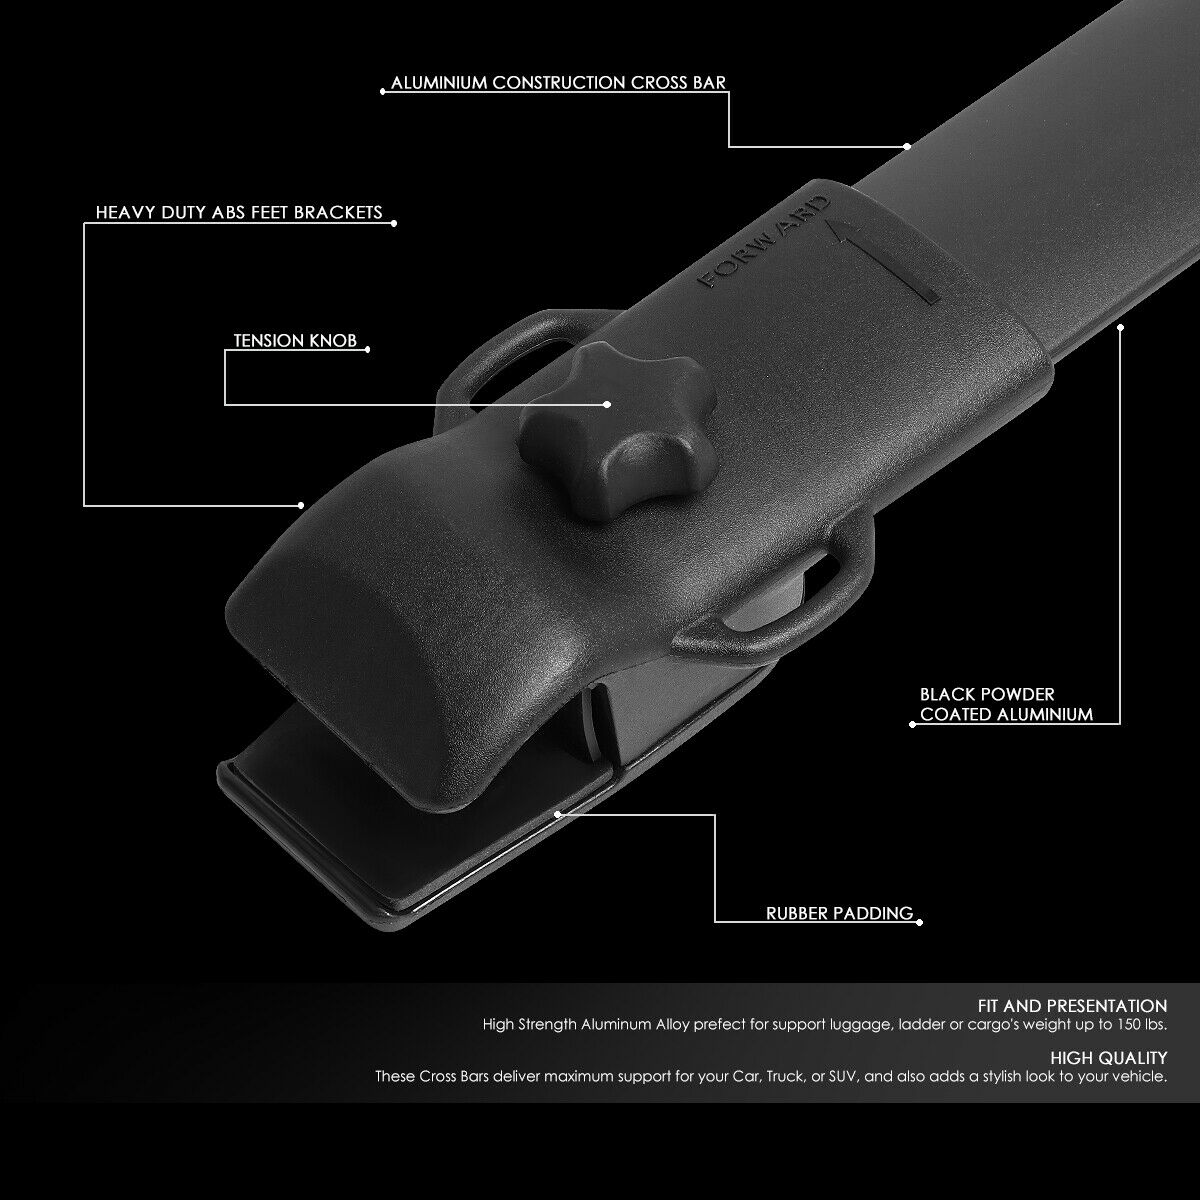 ALUMINIUM CONSTRUCTION CROSS BAR
HEAVY DUTY ABS FEET BRACKETS
FORWARD
TENSION KNOB
BLACK POWDER
COATED ALUMINIUM
RUBBER PADDING
FIT AND PRESENTATION
High Strength Aluminum Alloy prefect for support luggage, ladder or cargo's weight up to 150 lbs.
HIGH QUALITY
These Cross Bars deliver maximum support for your Car, Truck, or SUV, and also adds a stylish look to your vehicle.